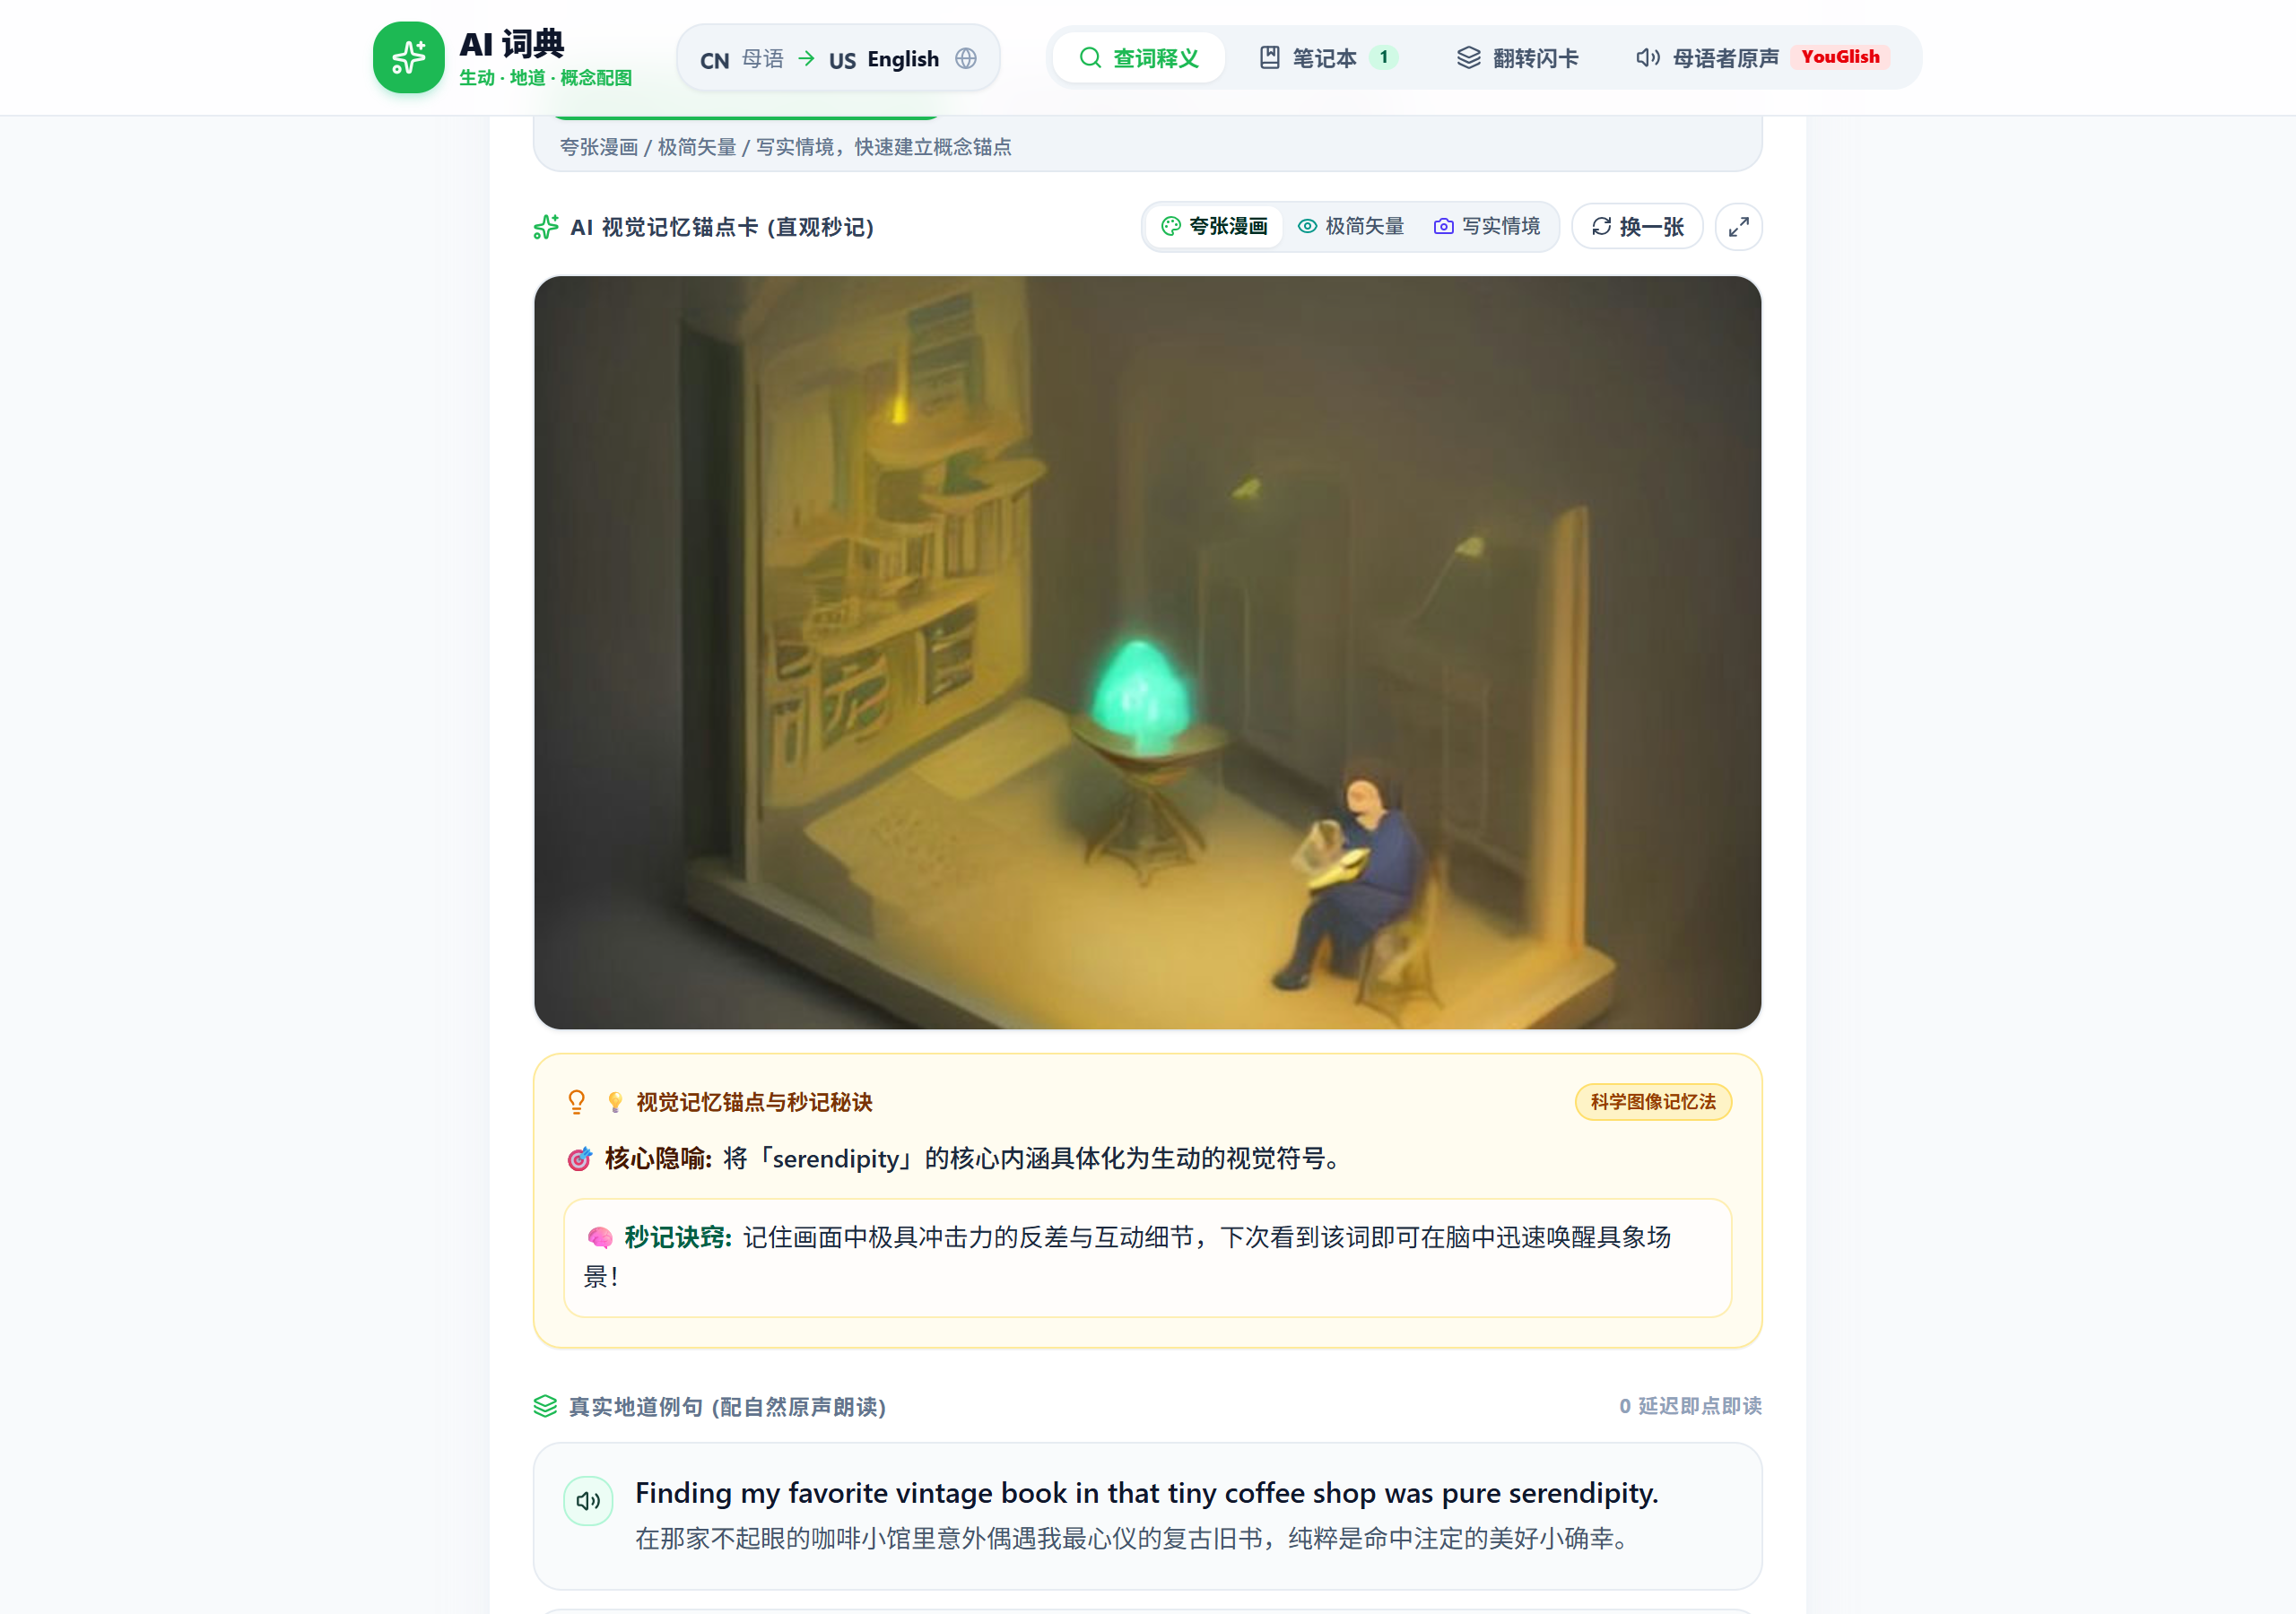 AI 词典
生动 · 地道 · 概念配图
CN 母语 → US English
查词释义
笔记本 1
翻转闪卡
母语者原声 YouGlish
夸张漫画 / 极简矢量 / 写实情境，快速建立概念锚点
AI 视觉记忆锚点卡 (直观秒记)
夸张漫画
极简矢量
写实情境
换一张
💡 视觉记忆锚点与秒记秘诀
科学图像记忆法
🎯 核心隐喻: 将「serendipity」的核心内涵具体化为生动的视觉符号。
🧠 秒记诀窍: 记住画面中极具冲击力的反差与互动细节，下次看到该词即可在脑中迅速唤醒具象场
景！
真实地道例句 (配自然原声朗读)
0 延迟即点即读
Finding my favorite vintage book in that tiny coffee shop was pure serendipity.
在那家不起眼的咖啡小馆里意外偶遇我最心仪的复古旧书，纯粹是命中注定的美好小确幸。